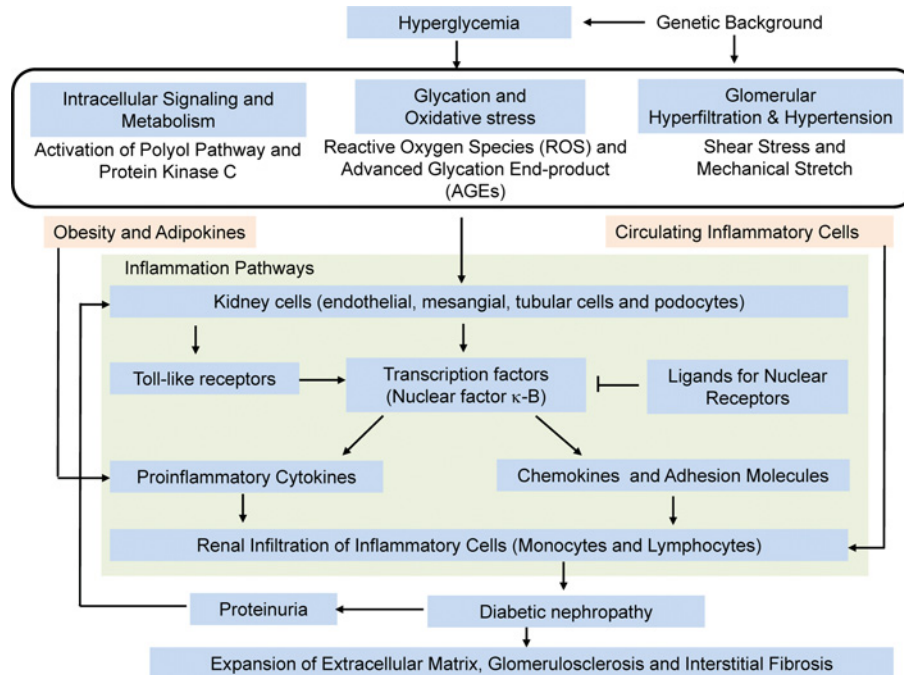 Hyperglycemia
Genetic Background
Intracellular Signaling and
Metabolism
Activation of Polyol Pathway and
Protein Kinase C
Glycation and
Oxidative stress
Reactive Oxygen Species (ROS) and
Advanced Glycation End-product
(AGEs)
Glomerular
Hyperfiltration & Hypertension
Shear Stress and
Mechanical Stretch
Obesity and Adipokines
Circulating Inflammatory Cells
Inflammation Pathways
Kidney cells (endothelial, mesangial, tubular cells and podocytes)
Toll-like receptors
Transcription factors
(Nuclear factor κ-B)
Ligands for Nuclear
Receptors
Proinflammatory Cytokines
Chemokines and Adhesion Molecules
Renal Infiltration of Inflammatory Cells (Monocytes and Lymphocytes)
Proteinuria
Diabetic nephropathy
Expansion of Extracellular Matrix, Glomerulosclerosis and Interstitial Fibrosis